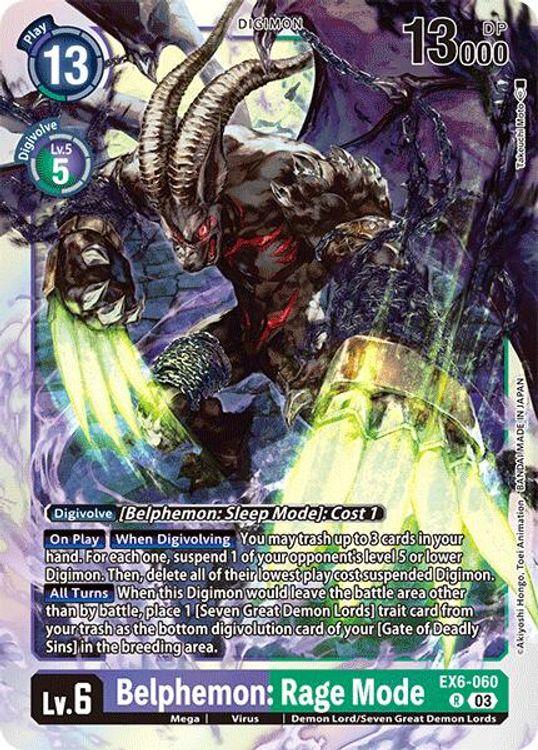 DIGIMON
Play
13
13000
DP
Digivolve
Lv.5
5
Takeuchi Moto
©Akiyoshi Hongo, Toei Animation, BANDAI MADE IN JAPAN
Digivolve [Belphemon: Sleep Mode]: Cost 1
On Play When Digivolving You may trash up to 3 cards in your
hand. For each one, suspend 1 of your opponent's level 5 or lower
Digimon. Then, delete all of their lowest play cost suspended Digimon.
All Turns When this Digimon would leave the battle area other
than by battle, place 1 [Seven Great Demon Lords] trait card from
your trash as the bottom digivolution card of your [Gate of Deadly
Sins] in the breeding area.
Lv.6
Belphemon: Rage Mode
EX6-060
R 03
Mega | Virus | Demon Lord/Seven Great Demon Lords